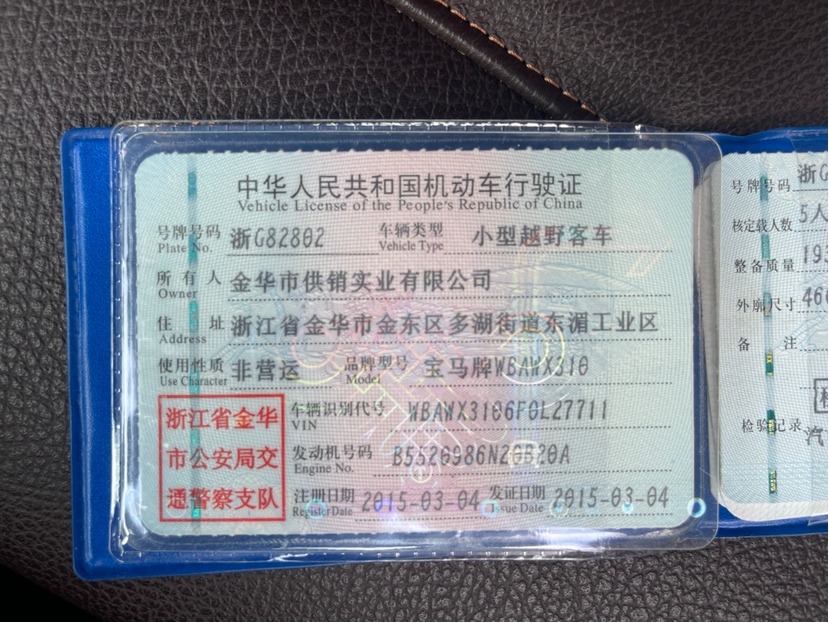 中华人民共和国机动车行驶证
Vehicle License of the People's Republic of China
号牌号码 浙G82802 车辆类型 小型越野客车
Plate No. Vehicle Type
所有人 金华市供销实业有限公司
Owner
住址 浙江省金华市金东区多湖街道东湄工业区
Address
使用性质 非营运 品牌型号 宝马牌WBAWX310
Use Character Model
浙江省金华
市公安局交
通警察支队
车辆识别代号 WBAWX3106F0L27711
VIN
发动机号码 B5526986N20B20A
Engine No.
注册日期 2015-03-04 发证日期 2015-03-04
Register Date Issue Date
号牌号码 浙G
核定载人数 5人
整备质量 193
外廓尺寸 466
备注
检验记录
汽